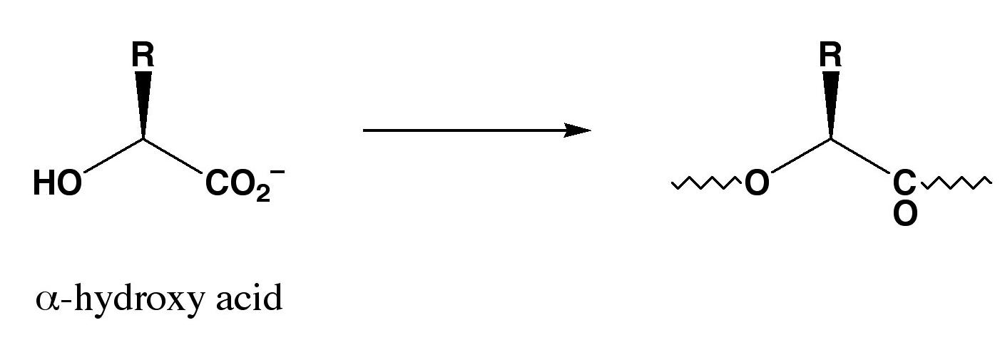 R R
HO CO₂⁻ O C
O
α-hydroxy acid